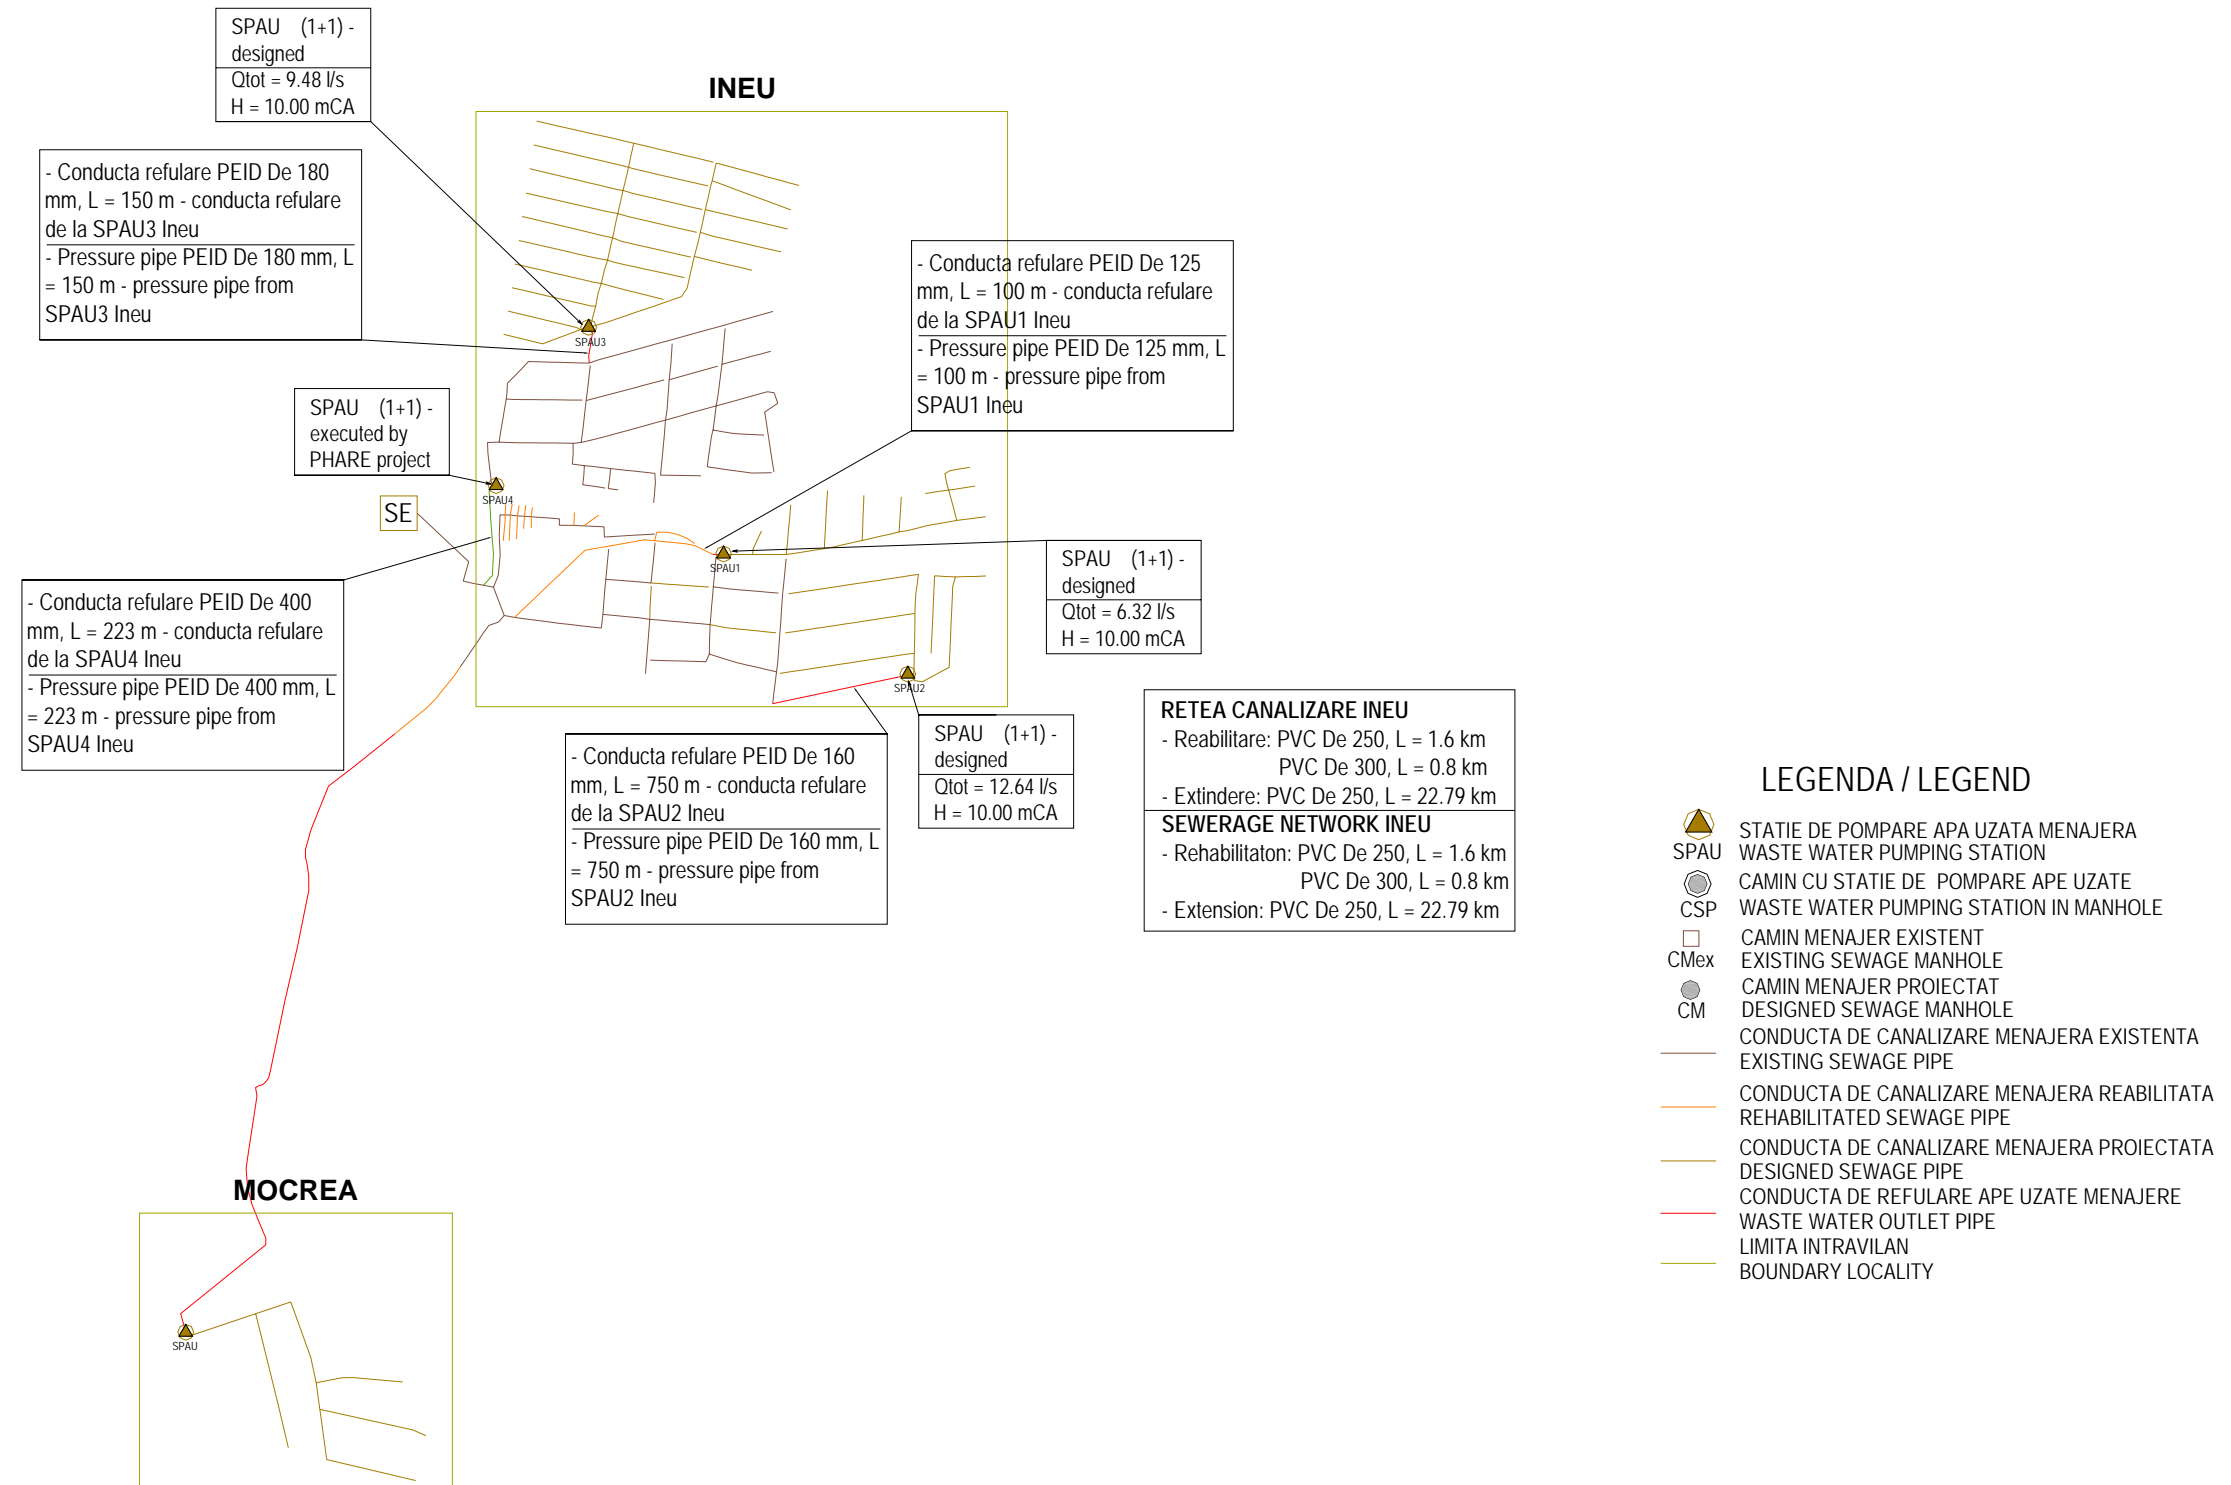 SPAU (1+1) -
designed
Qtot = 9.48 l/s
H = 10.00 mCA
INEU
- Conducta refulare PEID De 180
mm, L = 150 m - conducta refulare
de la SPAU3 Ineu
- Pressure pipe PEID De 180 mm, L
= 150 m - pressure pipe from
SPAU3 Ineu
- Conducta refulare PEID De 125
mm, L = 100 m - conducta refulare
de la SPAU1 Ineu
- Pressure pipe PEID De 125 mm, L
= 100 m - pressure pipe from
SPAU1 Ineu
SPAU3
SPAU (1+1) -
executed by
PHARE project
SPAU4
SE
SPAU1
SPAU (1+1) -
designed
Qtot = 6.32 l/s
H = 10.00 mCA
- Conducta refulare PEID De 400
mm, L = 223 m - conducta refulare
de la SPAU4 Ineu
- Pressure pipe PEID De 400 mm, L
= 223 m - pressure pipe from
SPAU4 Ineu
SPAU2
SPAU (1+1) -
designed
Qtot = 12.64 l/s
H = 10.00 mCA
- Conducta refulare PEID De 160
mm, L = 750 m - conducta refulare
de la SPAU2 Ineu
- Pressure pipe PEID De 160 mm, L
= 750 m - pressure pipe from
SPAU2 Ineu
RETEA CANALIZARE INEU
- Reabilitare: PVC De 250, L = 1.6 km
PVC De 300, L = 0.8 km
- Extindere: PVC De 250, L = 22.79 km
SEWERAGE NETWORK INEU
- Rehabilitaton: PVC De 250, L = 1.6 km
PVC De 300, L = 0.8 km
- Extension: PVC De 250, L = 22.79 km
LEGENDA / LEGEND
STATIE DE POMPARE APA UZATA MENAJERA
SPAU WASTE WATER PUMPING STATION
CAMIN CU STATIE DE POMPARE APE UZATE
CSP WASTE WATER PUMPING STATION IN MANHOLE
CAMIN MENAJER EXISTENT
CMex EXISTING SEWAGE MANHOLE
CAMIN MENAJER PROIECTAT
CM DESIGNED SEWAGE MANHOLE
CONDUCTA DE CANALIZARE MENAJERA EXISTENTA
EXISTING SEWAGE PIPE
CONDUCTA DE CANALIZARE MENAJERA REABILITATA
REHABILITATED SEWAGE PIPE
CONDUCTA DE CANALIZARE MENAJERA PROIECTATA
DESIGNED SEWAGE PIPE
CONDUCTA DE REFULARE APE UZATE MENAJERE
WASTE WATER OUTLET PIPE
LIMITA INTRAVILAN
BOUNDARY LOCALITY
MOCREA
SPAU